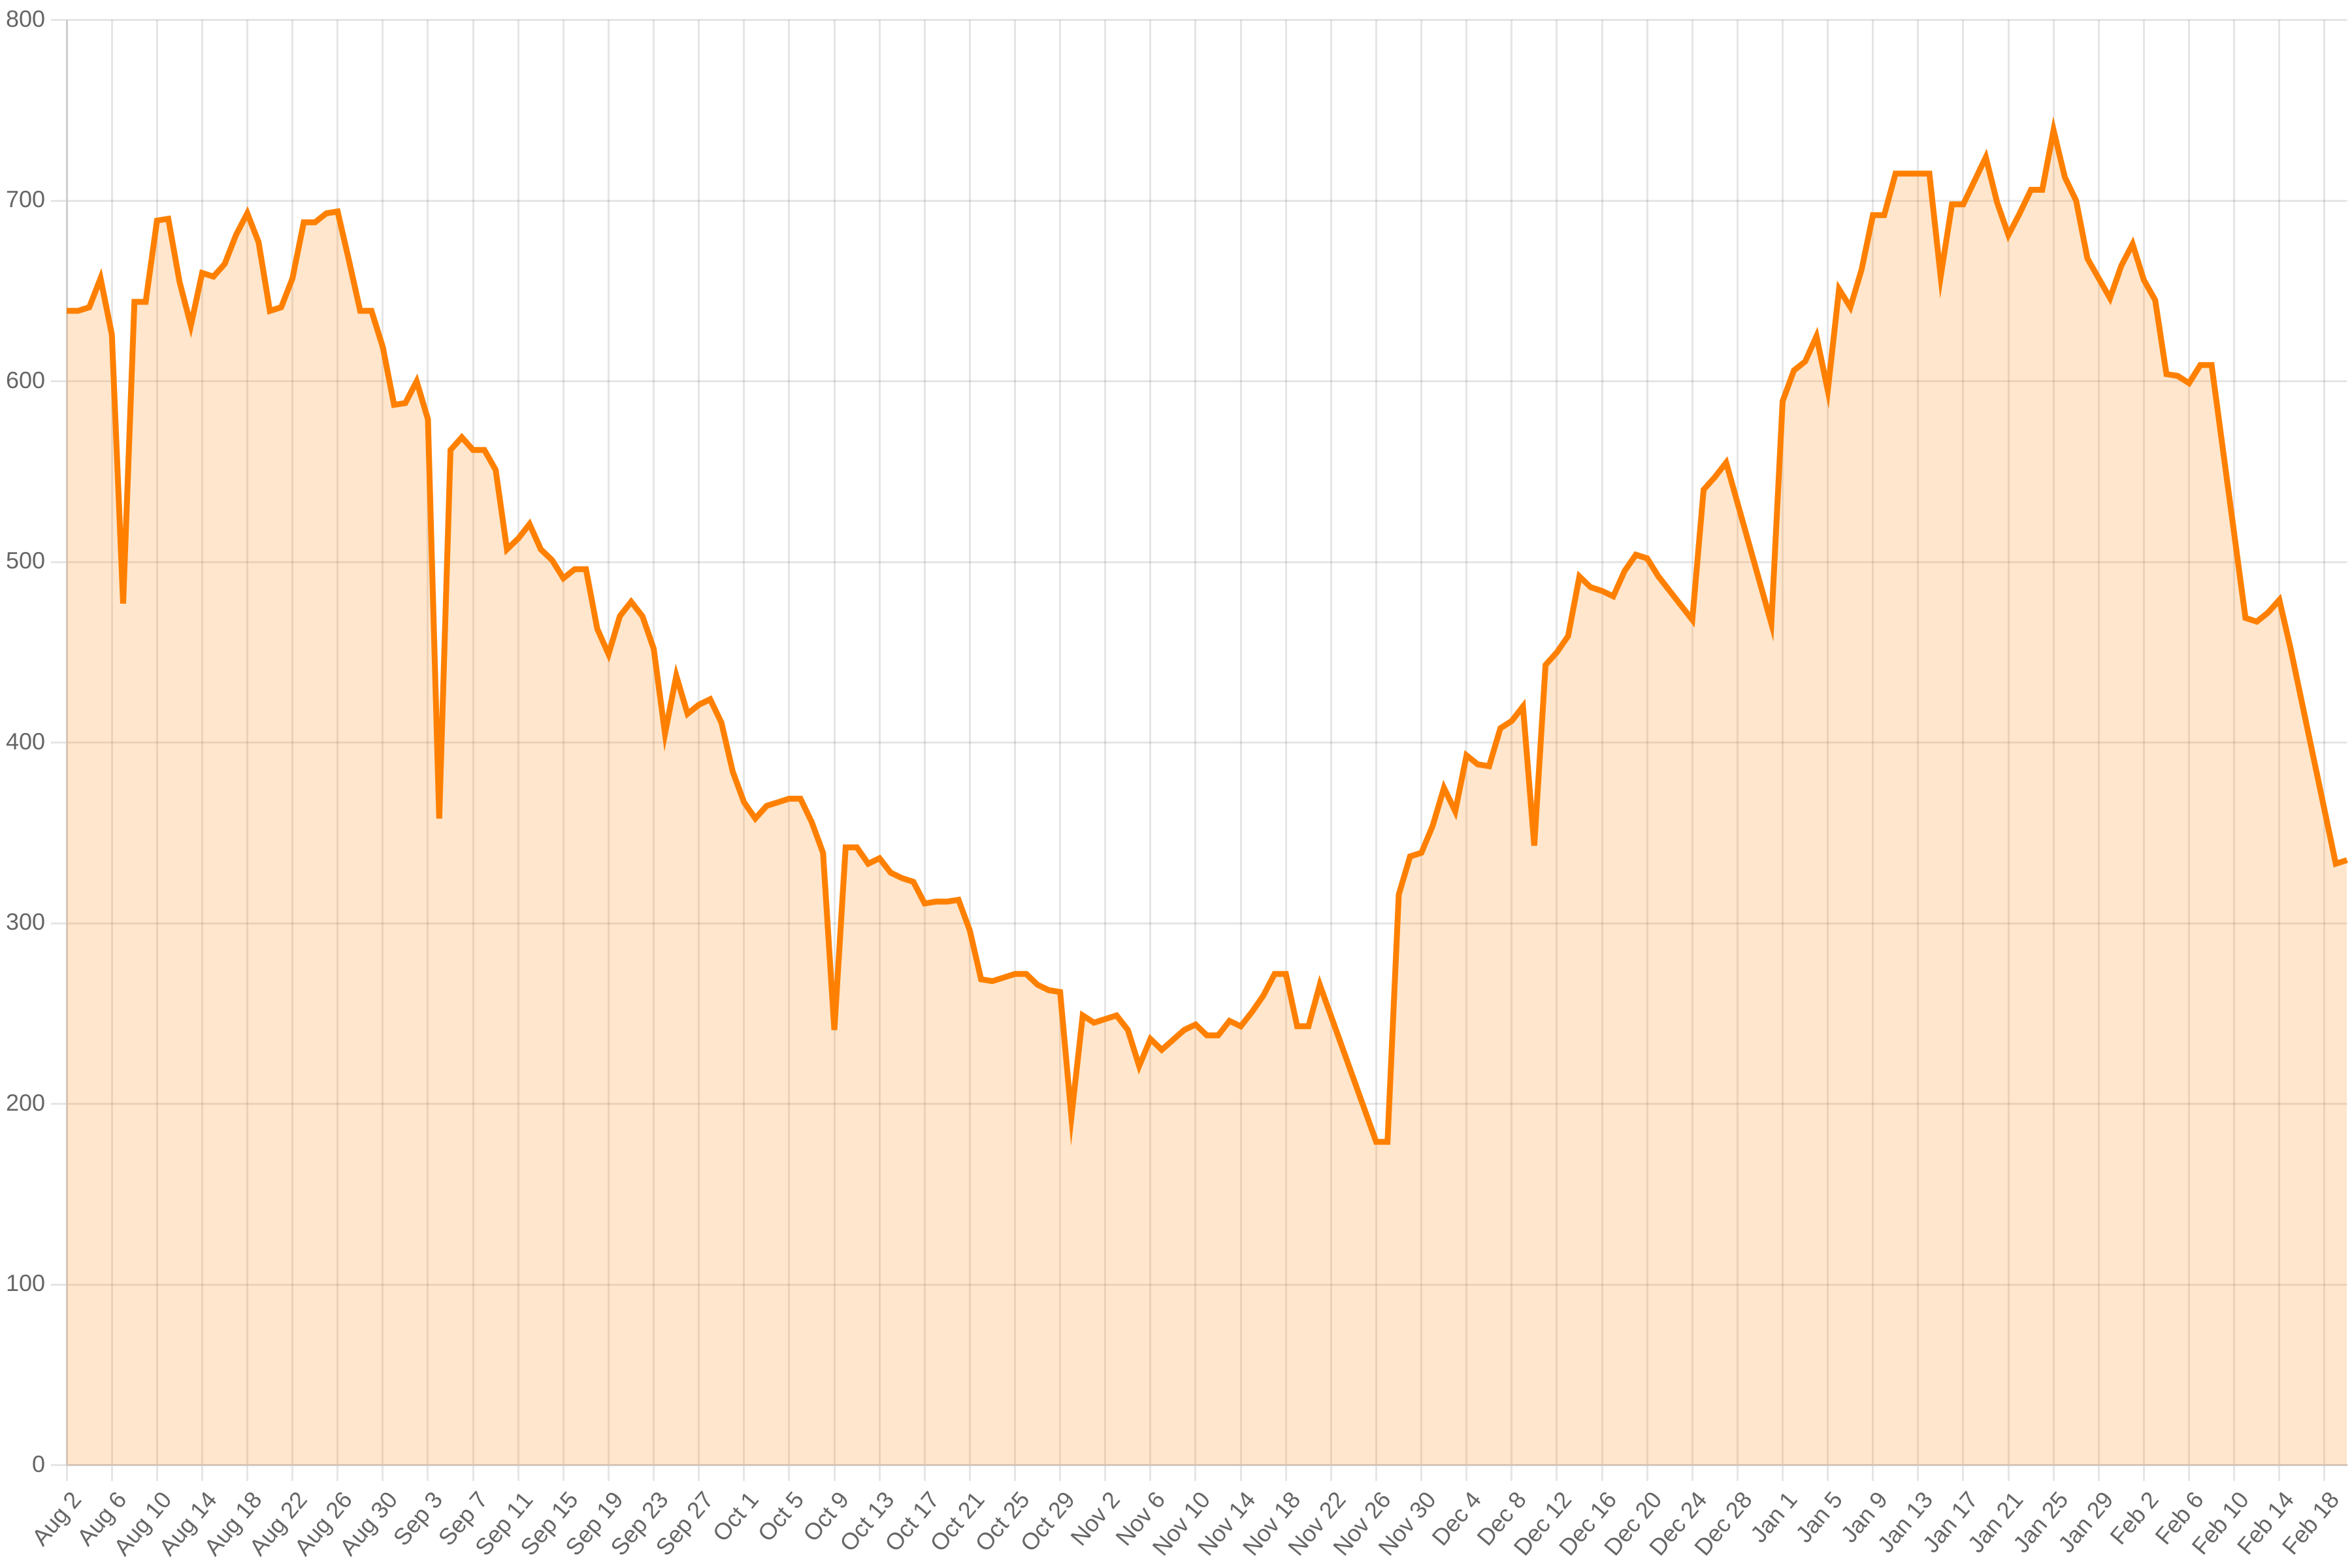 800
700
600
500
400
300
200
100
0
Aug 2
Aug 6
Aug 10
Aug 14
Aug 18
Aug 22
Aug 26
Aug 30
Sep 3
Sep 7
Sep 11
Sep 15
Sep 19
Sep 23
Sep 27
Oct 1
Oct 5
Oct 9
Oct 13
Oct 17
Oct 21
Oct 25
Oct 29
Nov 2
Nov 6
Nov 10
Nov 14
Nov 18
Nov 22
Nov 26
Nov 30
Dec 4
Dec 8
Dec 12
Dec 16
Dec 20
Dec 24
Dec 28
Jan 1
Jan 5
Jan 9
Jan 13
Jan 17
Jan 21
Jan 25
Jan 29
Feb 2
Feb 6
Feb 10
Feb 14
Feb 18